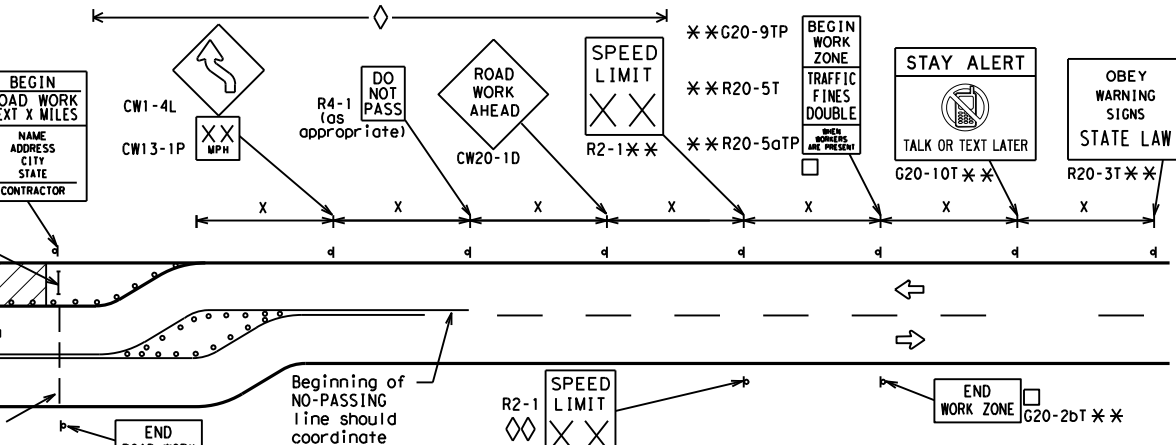 BEGIN
ROAD WORK
NEXT X MILES
NAME
ADDRESS
CITY
STATE
CONTRACTOR
CW1-4L
CW13-1P
XX
MPH
R4-1
(as
appropriate)
DO
NOT
PASS
ROAD
WORK
AHEAD
CW20-1D
SPEED
LIMIT
XX
R2-1**
**G20-9TP
**R20-5T
**R20-5aTP
BEGIN
WORK
ZONE
TRAFFIC
FINES
DOUBLE
WHEN
WORKERS
ARE PRESENT
STAY ALERT
TALK OR TEXT LATER
G20-10T**
OBEY
WARNING
SIGNS
STATE LAW
R20-3T**
X X X X X X X
Beginning of
NO-PASSING
line should
coordinate
R2-1
SPEED
LIMIT
XX
END
WORK ZONE
G20-2bT**
END